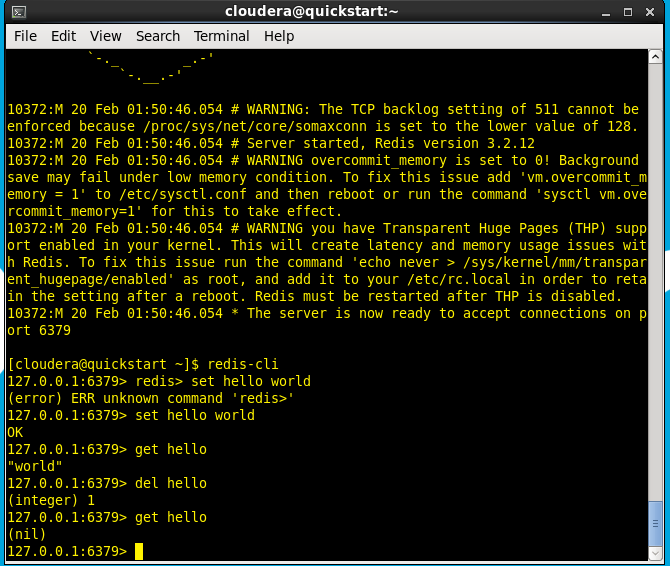 cloudera@quickstart:~
File Edit View Search Terminal Help
`-._ _.-'
`-.__.-'
10372:M 20 Feb 01:50:46.054 # WARNING: The TCP backlog setting of 511 cannot be
enforced because /proc/sys/net/core/somaxconn is set to the lower value of 128.
10372:M 20 Feb 01:50:46.054 # Server started, Redis version 3.2.12
10372:M 20 Feb 01:50:46.054 # WARNING overcommit_memory is set to 0! Background
save may fail under low memory condition. To fix this issue add 'vm.overcommit_m
emory = 1' to /etc/sysctl.conf and then reboot or run the command 'sysctl vm.ove
rcommit_memory=1' for this to take effect.
10372:M 20 Feb 01:50:46.054 # WARNING you have Transparent Huge Pages (THP) supp
ort enabled in your kernel. This will create latency and memory usage issues wit
h Redis. To fix this issue run the command 'echo never > /sys/kernel/mm/transpar
ent_hugepage/enabled' as root, and add it to your /etc/rc.local in order to reta
in the setting after a reboot. Redis must be restarted after THP is disabled.
10372:M 20 Feb 01:50:46.054 * The server is now ready to accept connections on p
ort 6379
[cloudera@quickstart ~]$ redis-cli
127.0.0.1:6379> redis> set hello world
(error) ERR unknown command 'redis>'
127.0.0.1:6379> set hello world
OK
127.0.0.1:6379> get hello
"world"
127.0.0.1:6379> del hello
(integer) 1
127.0.0.1:6379> get hello
(nil)
127.0.0.1:6379>